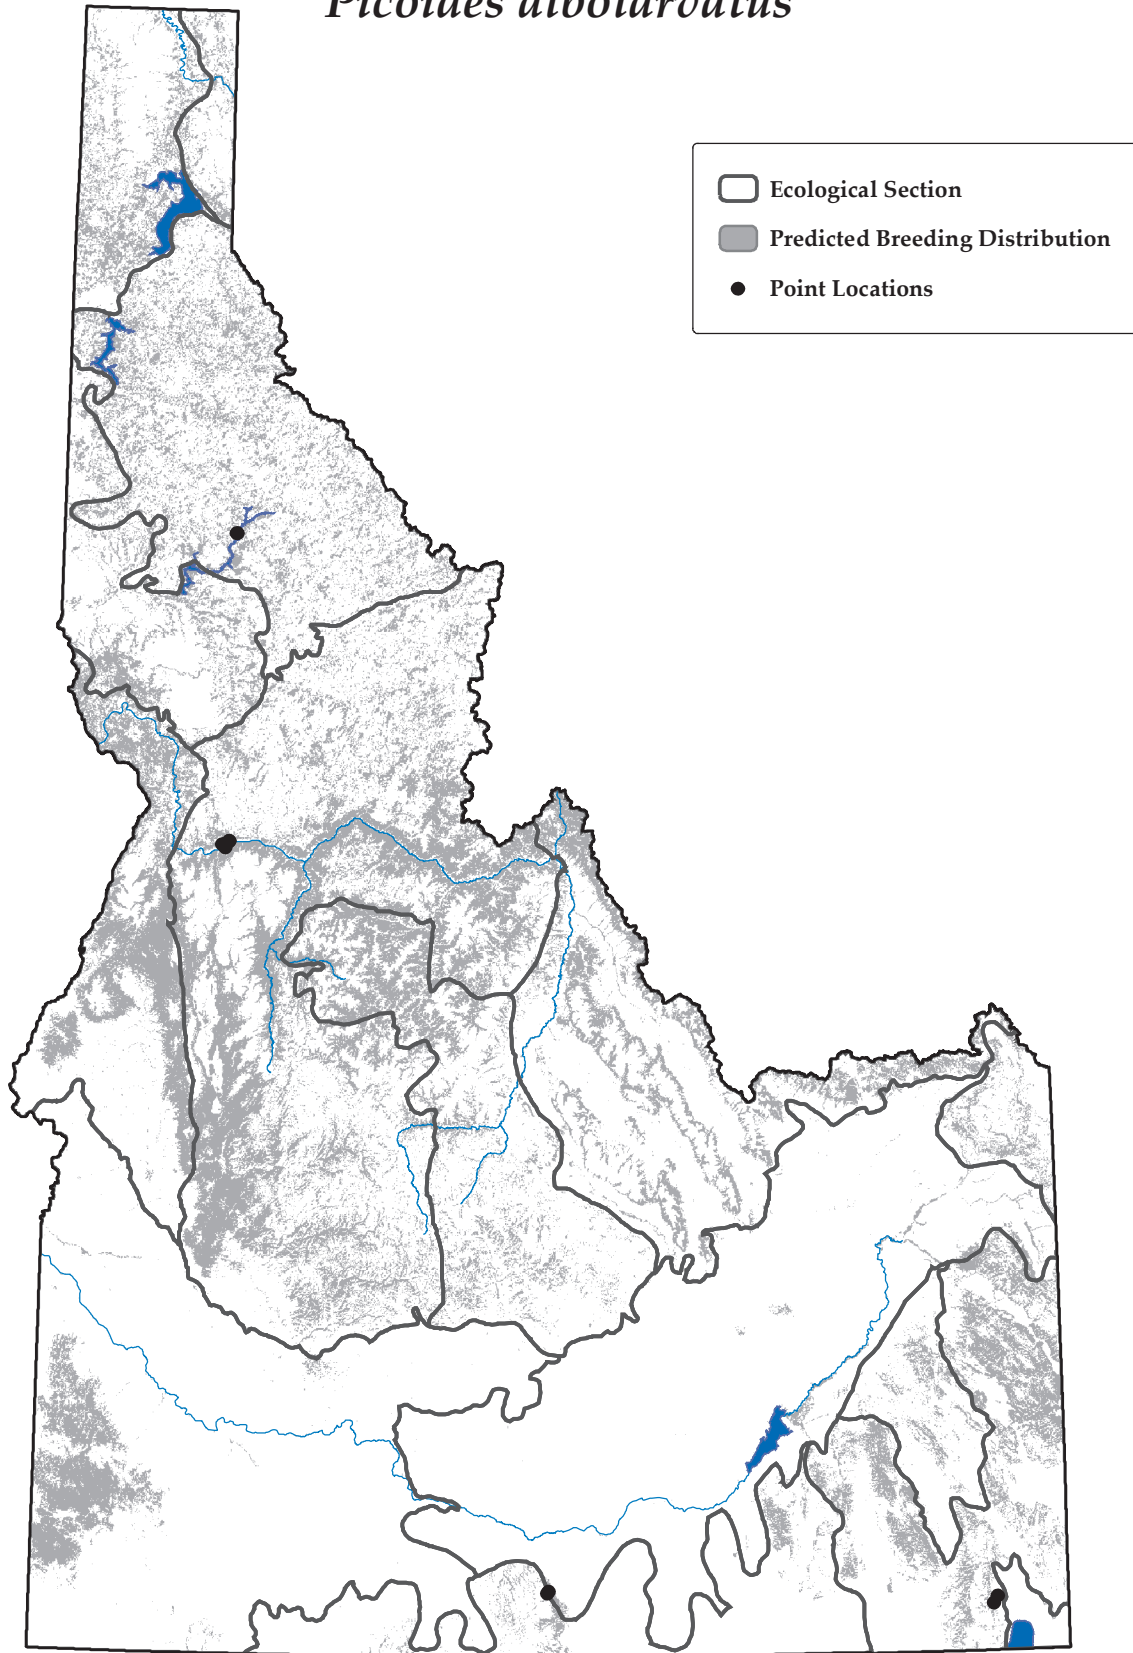 Picoides albolarvatus
Ecological Section
Predicted Breeding Distribution
Point Locations